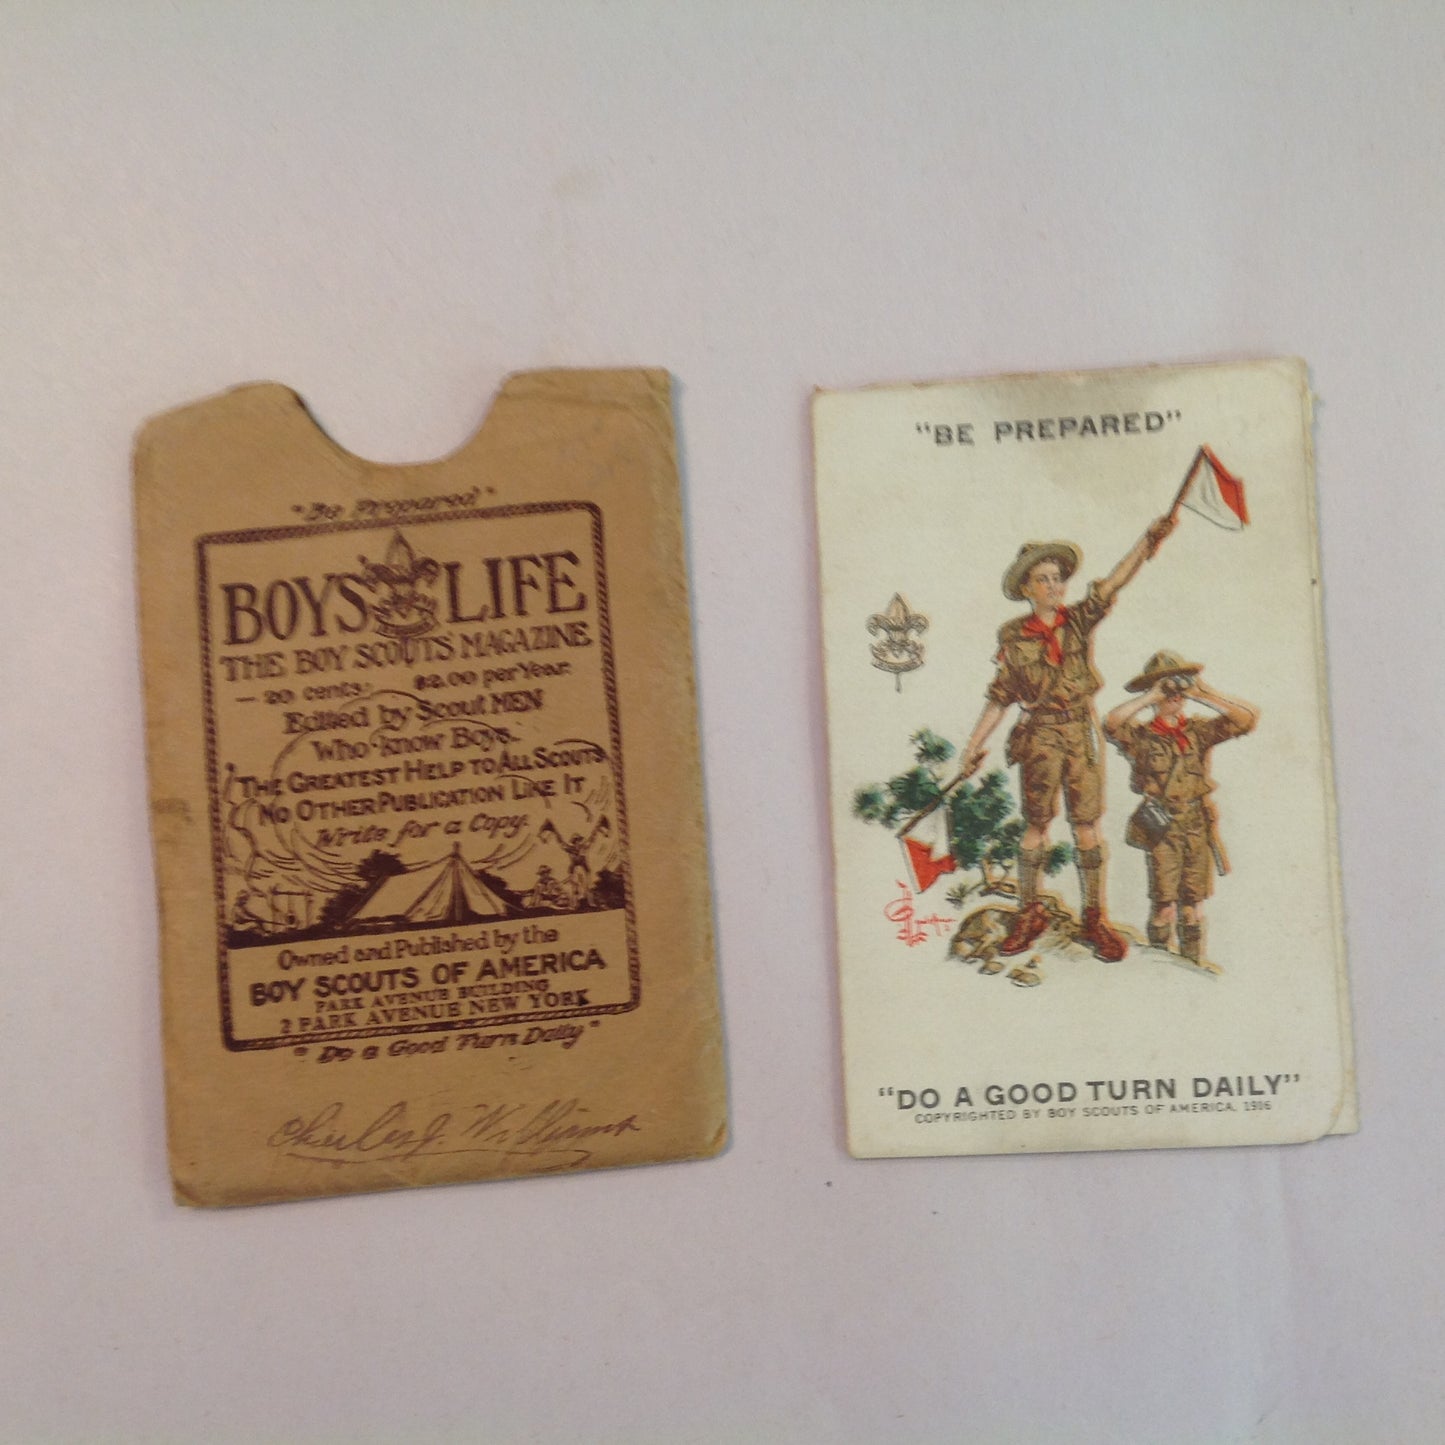 "Be Prepared"
BOYS' LIFE
THE BOY SCOUTS' MAGAZINE
— 20 cents: $2.00 per Year.
Edited by Scout MEN
Who know Boys.
THE GREATEST HELP TO ALL SCOUTS
NO OTHER PUBLICATION LIKE IT
Write for a Copy.
Owned and Published by the
BOY SCOUTS OF AMERICA
PARK AVENUE BUILDING
2 PARK AVENUE NEW YORK
"Do a Good Turn Daily"
Charles J. Williams
"BE PREPARED"
"DO A GOOD TURN DAILY"
COPYRIGHTED BY BOY SCOUTS OF AMERICA. 1916